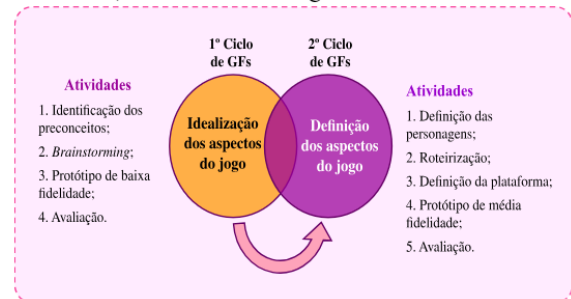 1º Ciclo
de GFs
2º Ciclo
de GFs
Atividades
1. Identificação dos
preconceitos;
2. Brainstorming;
3. Protótipo de baixa
fidelidade;
4. Avaliação.
Idealização
dos aspectos
do jogo
Definição
dos aspectos
do jogo
Atividades
1. Definição das
personagens;
2. Roteirização;
3. Definição da plataforma;
4. Protótipo de média
fidelidade;
5. Avaliação.